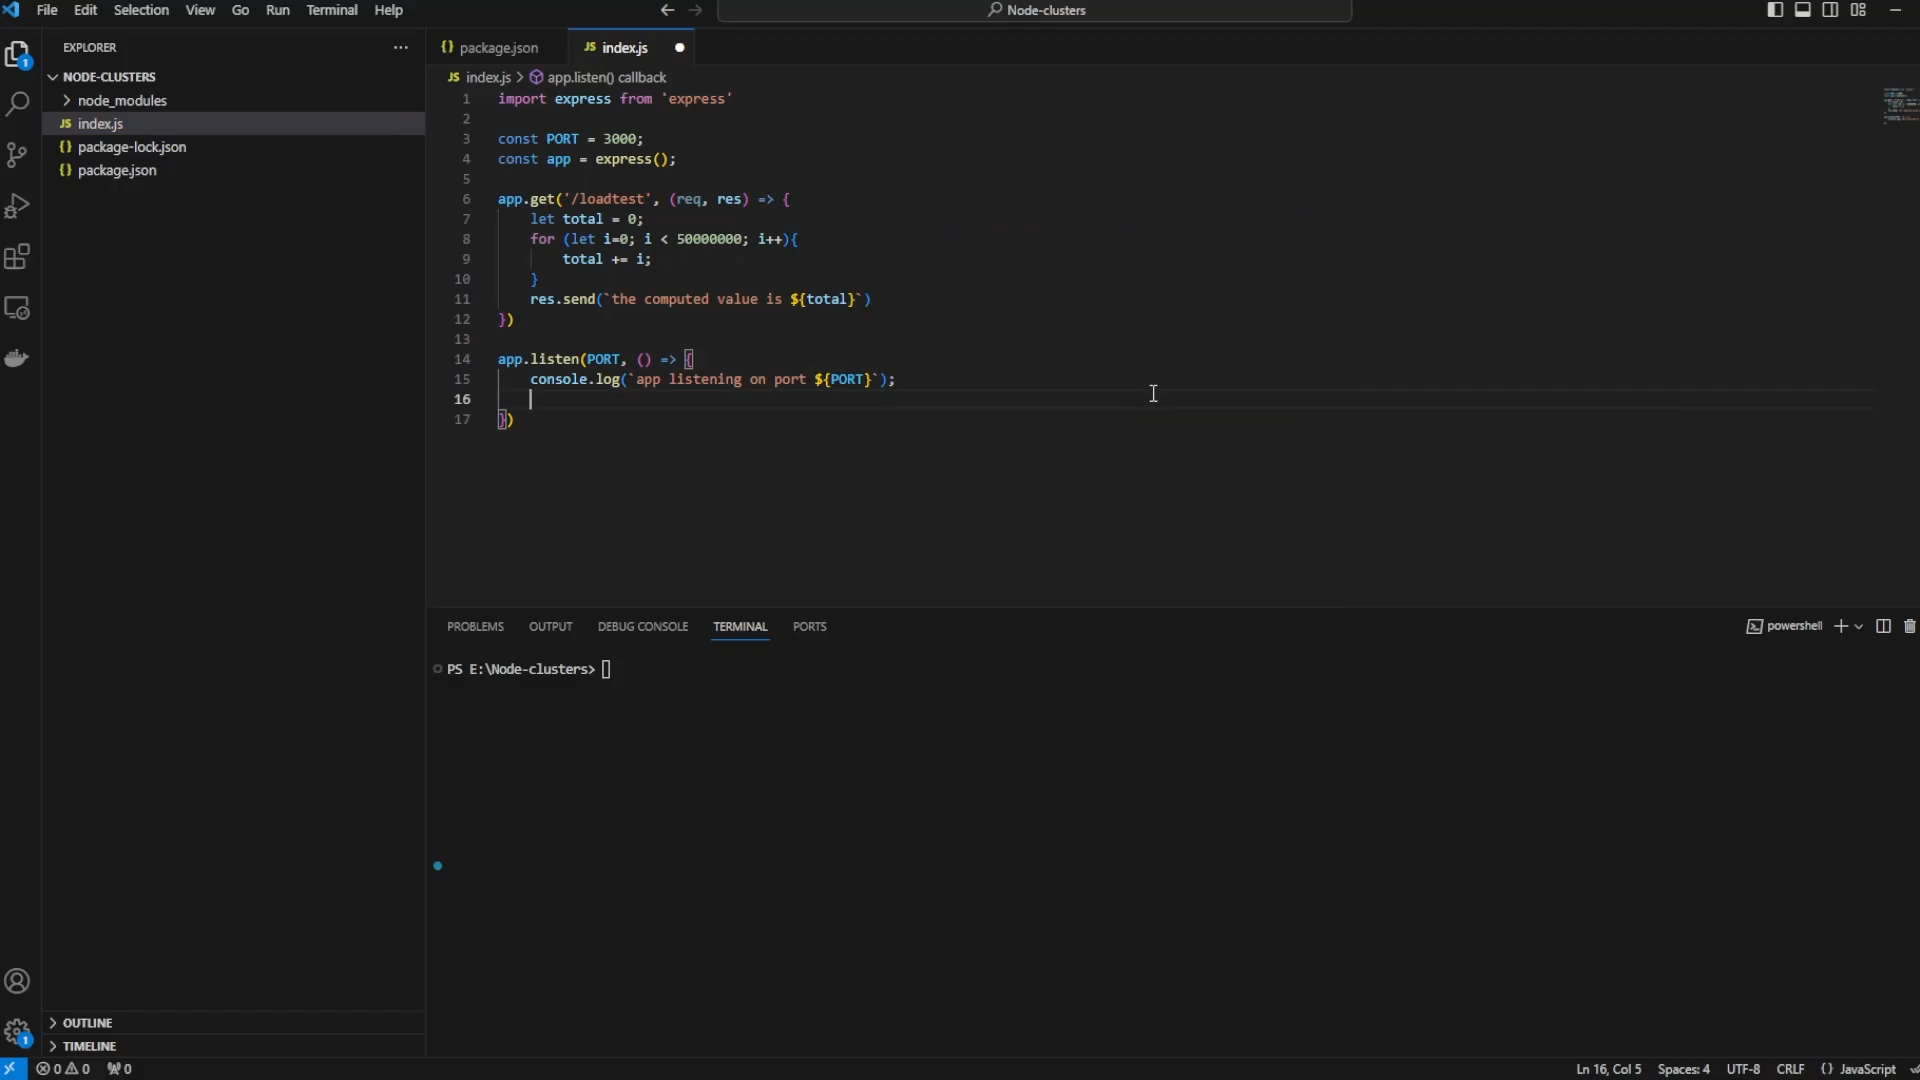 File Edit Selection View Go Run Terminal Help
Node-clusters
EXPLORER
1
NODE-CLUSTERS
node_modules
JS index.js
{} package-lock.json
{} package.json
OUTLINE
TIMELINE
1
{} package.json JS index.js
JS index.js > app.listen() callback
1 import express from 'express'
2
3 const PORT = 3000;
4 const app = express();
5
6 app.get('/loadtest', (req, res) => {
7 let total = 0;
8 for (let i=0; i < 50000000; i++){
9 total += i;
10 }
11 res.send(`the computed value is ${total}`)
12 })
13
14 app.listen(PORT, () => {
15 console.log(`app listening on port ${PORT}`);
16
17 })
PROBLEMS OUTPUT DEBUG CONSOLE TERMINAL PORTS
powershell
PS E:\Node-clusters>
0 0 0
Ln 16, Col 5 Spaces: 4 UTF-8 CRLF {} JavaScript